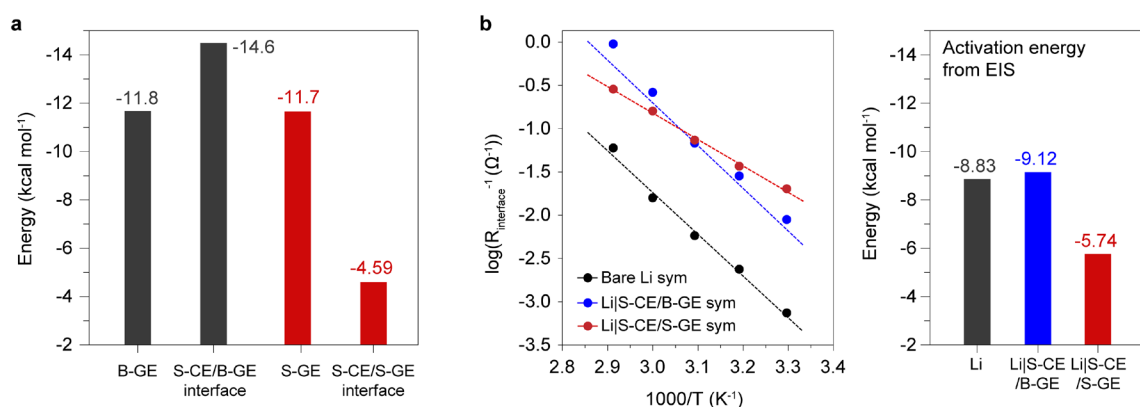 a
Energy (kcal mol⁻¹)
-14
-12
-10
-8
-6
-4
-2
-11.8
-14.6
-11.7
-4.59
B-GE
S-CE/B-GE
interface
S-GE
S-CE/S-GE
interface
b
log(R_interface⁻¹ (Ω⁻¹))
0.0
-0.5
-1.0
-1.5
-2.0
-2.5
-3.0
-3.5
Bare Li sym
Li|S-CE/B-GE sym
Li|S-CE/S-GE sym
2.8 2.9 3.0 3.1 3.2 3.3 3.4
1000/T (K⁻¹)
Energy (kcal mol⁻¹)
-14
-12
-10
-8
-6
-4
-2
Activation energy
from EIS
-8.83
-9.12
-5.74
Li
Li|S-CE
/B-GE
Li|S-CE
/S-GE